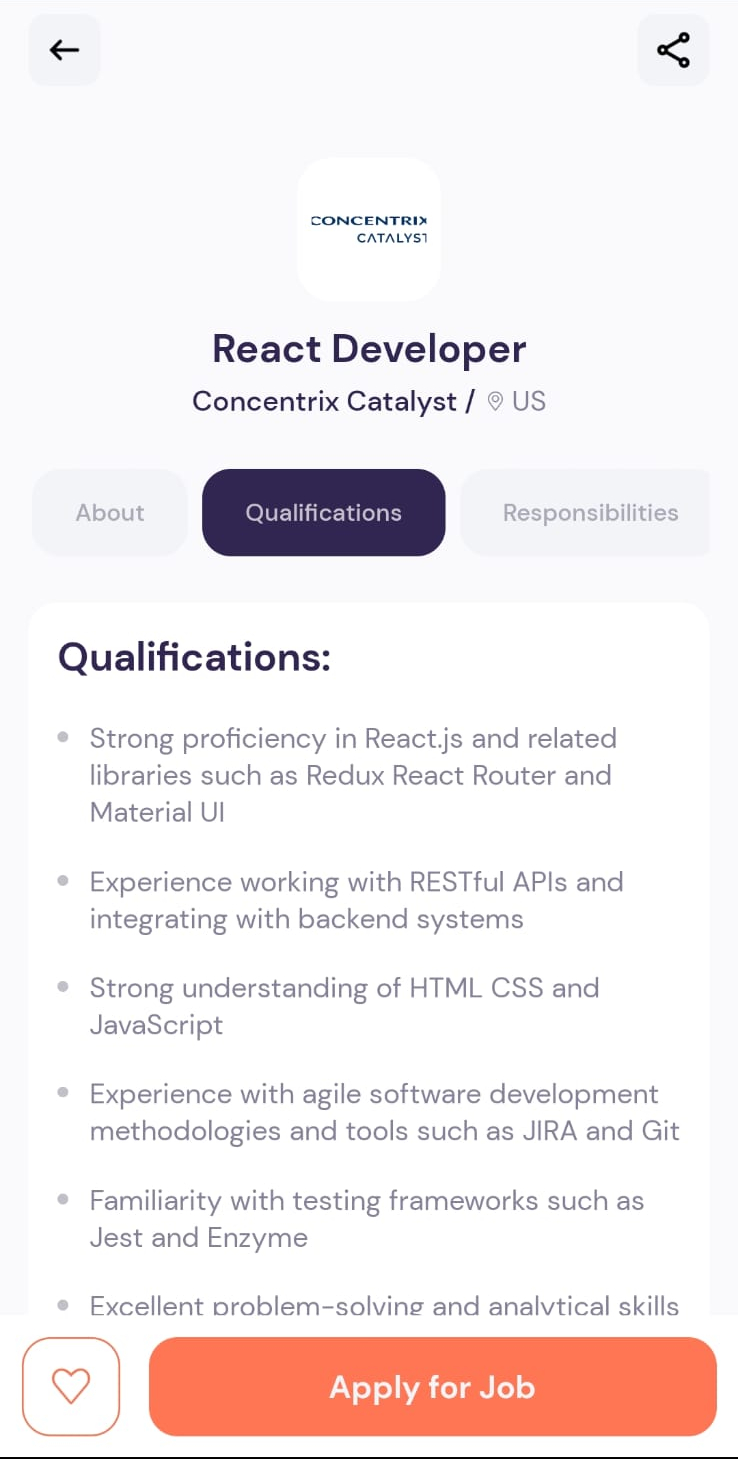 CONCENTRIX
CATALYST
React Developer
Concentrix Catalyst / US
About
Qualifications
Responsibilities
Qualifications:
Strong proficiency in React.js and related
libraries such as Redux React Router and
Material UI
Experience working with RESTful APIs and
integrating with backend systems
Strong understanding of HTML CSS and
JavaScript
Experience with agile software development
methodologies and tools such as JIRA and Git
Familiarity with testing frameworks such as
Jest and Enzyme
Excellent problem-solving and analytical skills
Apply for Job